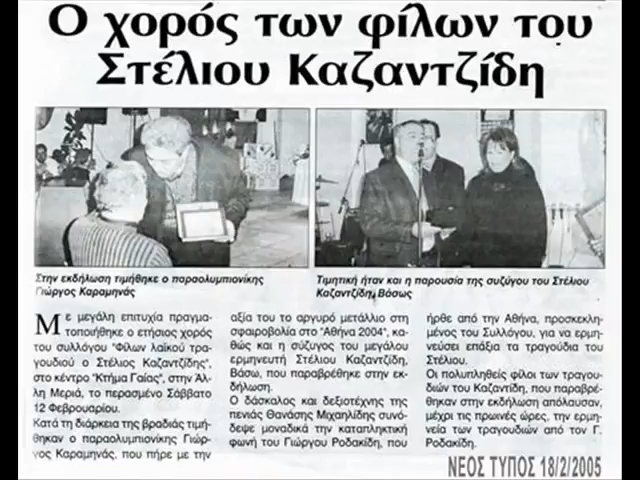 Ο χορός των φίλων του
Στέλιου Καζαντζίδη
Στην εκδήλωση τιμήθηκε ο παραολυμπιονίκης
Γιώργος Καραμηνάς
Τιμητική ήταν και η παρουσία της συζύγου του Στέλιου
Καζαντζίδη, Βάσως
Με μεγάλη επιτυχία πραγμα-
τοποιήθηκε ο ετήσιος χορός
του συλλόγου "Φίλων λαϊκού τρα-
γουδιού ο Στέλιος Καζαντζίδης",
στο κέντρο "Κτήμα Γαίας", στην Άλ-
λη Μεριά, το περασμένο Σάββατο
12 Φεβρουαρίου.
Κατά τη διάρκεια της βραδιάς τιμή-
θηκαν ο παραολυμπιονίκης Γιώρ-
γος Καραμηνάς, που πήρε με την
αξία του το αργυρό μετάλλιο στη
σφαιροβολία στο "Αθήνα 2004", κα-
θώς και η σύζυγος του μεγάλου
ερμηνευτή Στέλιου Καζαντζίδη,
Βάσω, που παραβρέθηκε στην εκ-
δήλωση.
Ο δάσκαλος και δεξιοτέχνης της
πενιάς Θανάσης Μιχαηλίδης συνό-
δεψε μοναδικά την καταπληκτική
φωνή του Γιώργου Ροδακίδη, που
ήρθε από την Αθήνα, προσκεκλη-
μένος του Συλλόγου, για να ερμη-
νεύσει επάξια τα τραγούδια του
Στέλιου.
Οι πολυπληθείς φίλοι των τραγου-
διών του Καζαντίδη, που παραβρέ-
θηκαν στην εκδήλωση απόλαυσαν,
μέχρι τις πρωινές ώρες, την ερμη-
νεία των τραγουδιών από τον Γ.
Ροδακίδη.
ΝΕΟΣ ΤΥΠΟΣ 18/2/2005